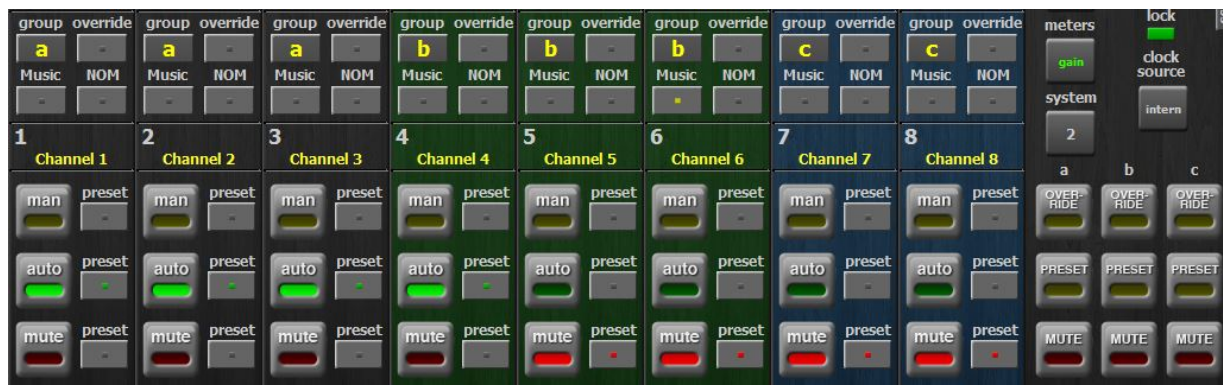 group override group override group override group override group override group override group override group override
a a a b b b c c
Music NOM Music NOM Music NOM Music NOM Music NOM Music NOM Music NOM Music NOM
1 2 3 4 5 6 7 8
Channel 1 Channel 2 Channel 3 Channel 4 Channel 5 Channel 6 Channel 7 Channel 8
man preset man preset man preset man preset man preset man preset man preset man preset
auto preset auto preset auto preset auto preset auto preset auto preset auto preset auto preset
mute preset mute preset mute preset mute preset mute preset mute preset mute preset mute preset
meters
lock
gain
clock
source
system
intern
2
a b c
OVER- OVER- OVER-
RIDE RIDE RIDE
PRESET PRESET PRESET
MUTE MUTE MUTE